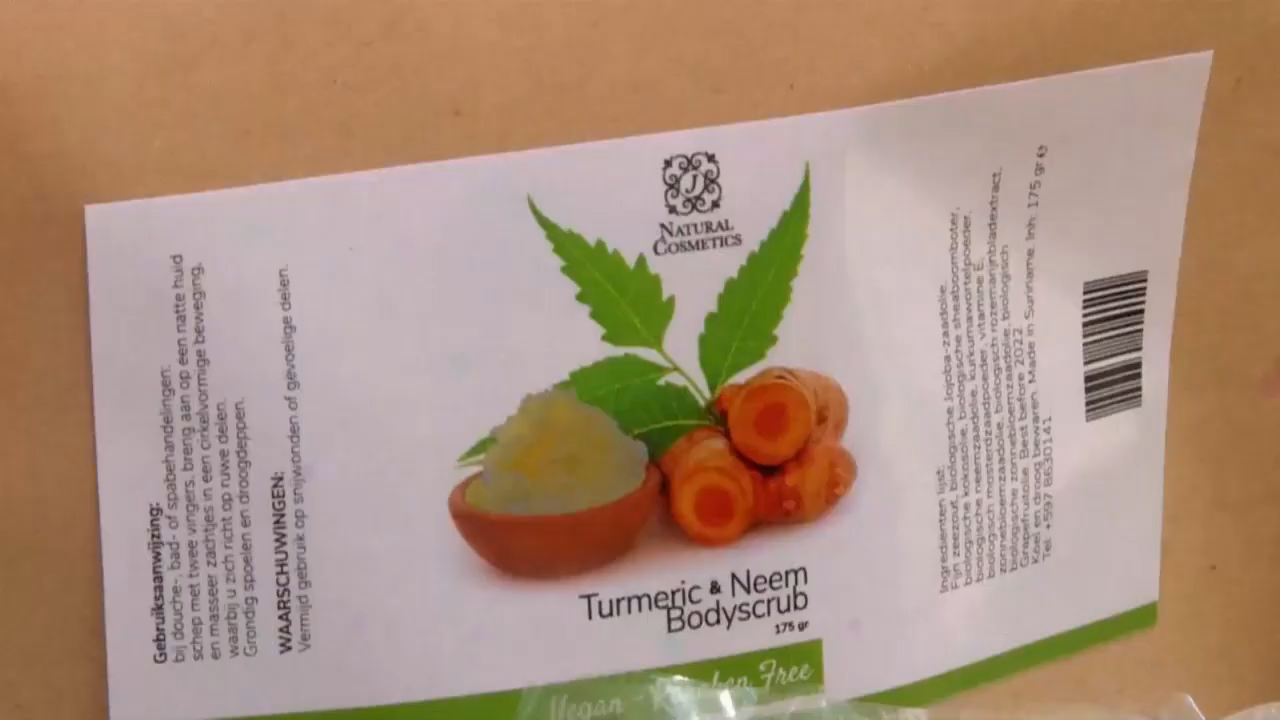 Gebruiksaanwijzing:
bij douche-, bad- of spabehandelingen:
schep met twee vingers, breng aan op een natte huid
en masseer zachtjes in een cirkelvormige beweging,
waarbij u zich richt op ruwe delen.
Grondig spoelen en droogdeppen.
WAARSCHUWINGEN:
Vermijd gebruik op snijwonden of gevoelige delen.
J
NATURAL
COSMETICS
Turmeric & Neem
Bodyscrub
175 gr
Vegan Free
Ingredienten lijst:
Fijn zeezout, biologische Jojoba-zaadolie,
biologische kokosolie, biologische sheaboomboter,
biologische neemzaadolie, kurkumawortelpoeder,
biologisch mosterdzaadpoeder, vitamine E,
zonnebloemzaadolie, biologisch rozemarijnbladextract,
biologische zonnebloemzaadolie, biologisch
Grapefruitolie. Best before 2022
Koel en droog bewaren. Made in Suriname. Inh: 175 gr ℮
Tel: +597 8630141